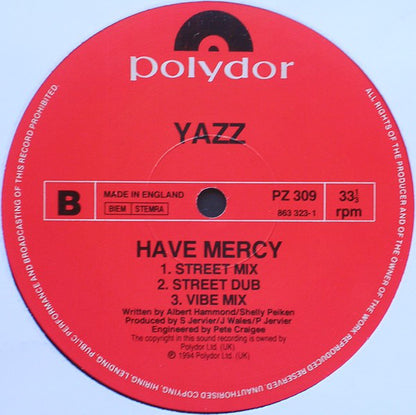 polydor
YAZZ
B
MADE IN ENGLAND
BIEM STEMRA
PZ 309
863 323-1
33⅓
rpm
HAVE MERCY
1. STREET MIX
2. STREET DUB
3. VIBE MIX
Written by Albert Hammond/Shelly Peiken
Produced by S Jervier/J Wales/P Jervier
Engineered by Pete Craigee
The copyright in this sound recording is owned by
Polydor Ltd. (UK)
℗ 1994 Polydor Ltd. (UK)
ALL RIGHTS OF THE PRODUCER AND OF THE OWNER OF THE WORK REPRODUCED RESERVED. UNAUTHORISED COPYING, HIRING, LENDING, PUBLIC PERFORMANCE AND BROADCASTING OF THIS RECORD PROHIBITED.